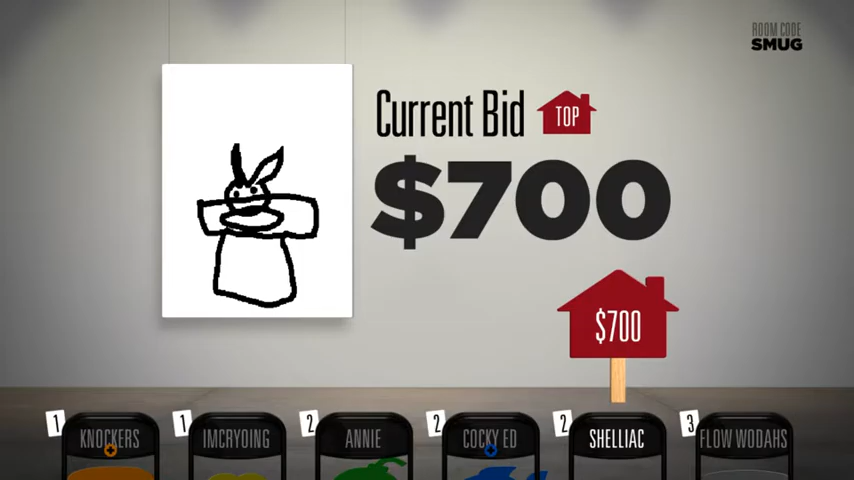 ROOM CODE
SMUG
Current Bid TOP
$700
$700
1 KNOCKERS
1 IMCRYOING
2 ANNIE
2 COCKY ED
2 SHELLIAC
3 FLOW WODAHS